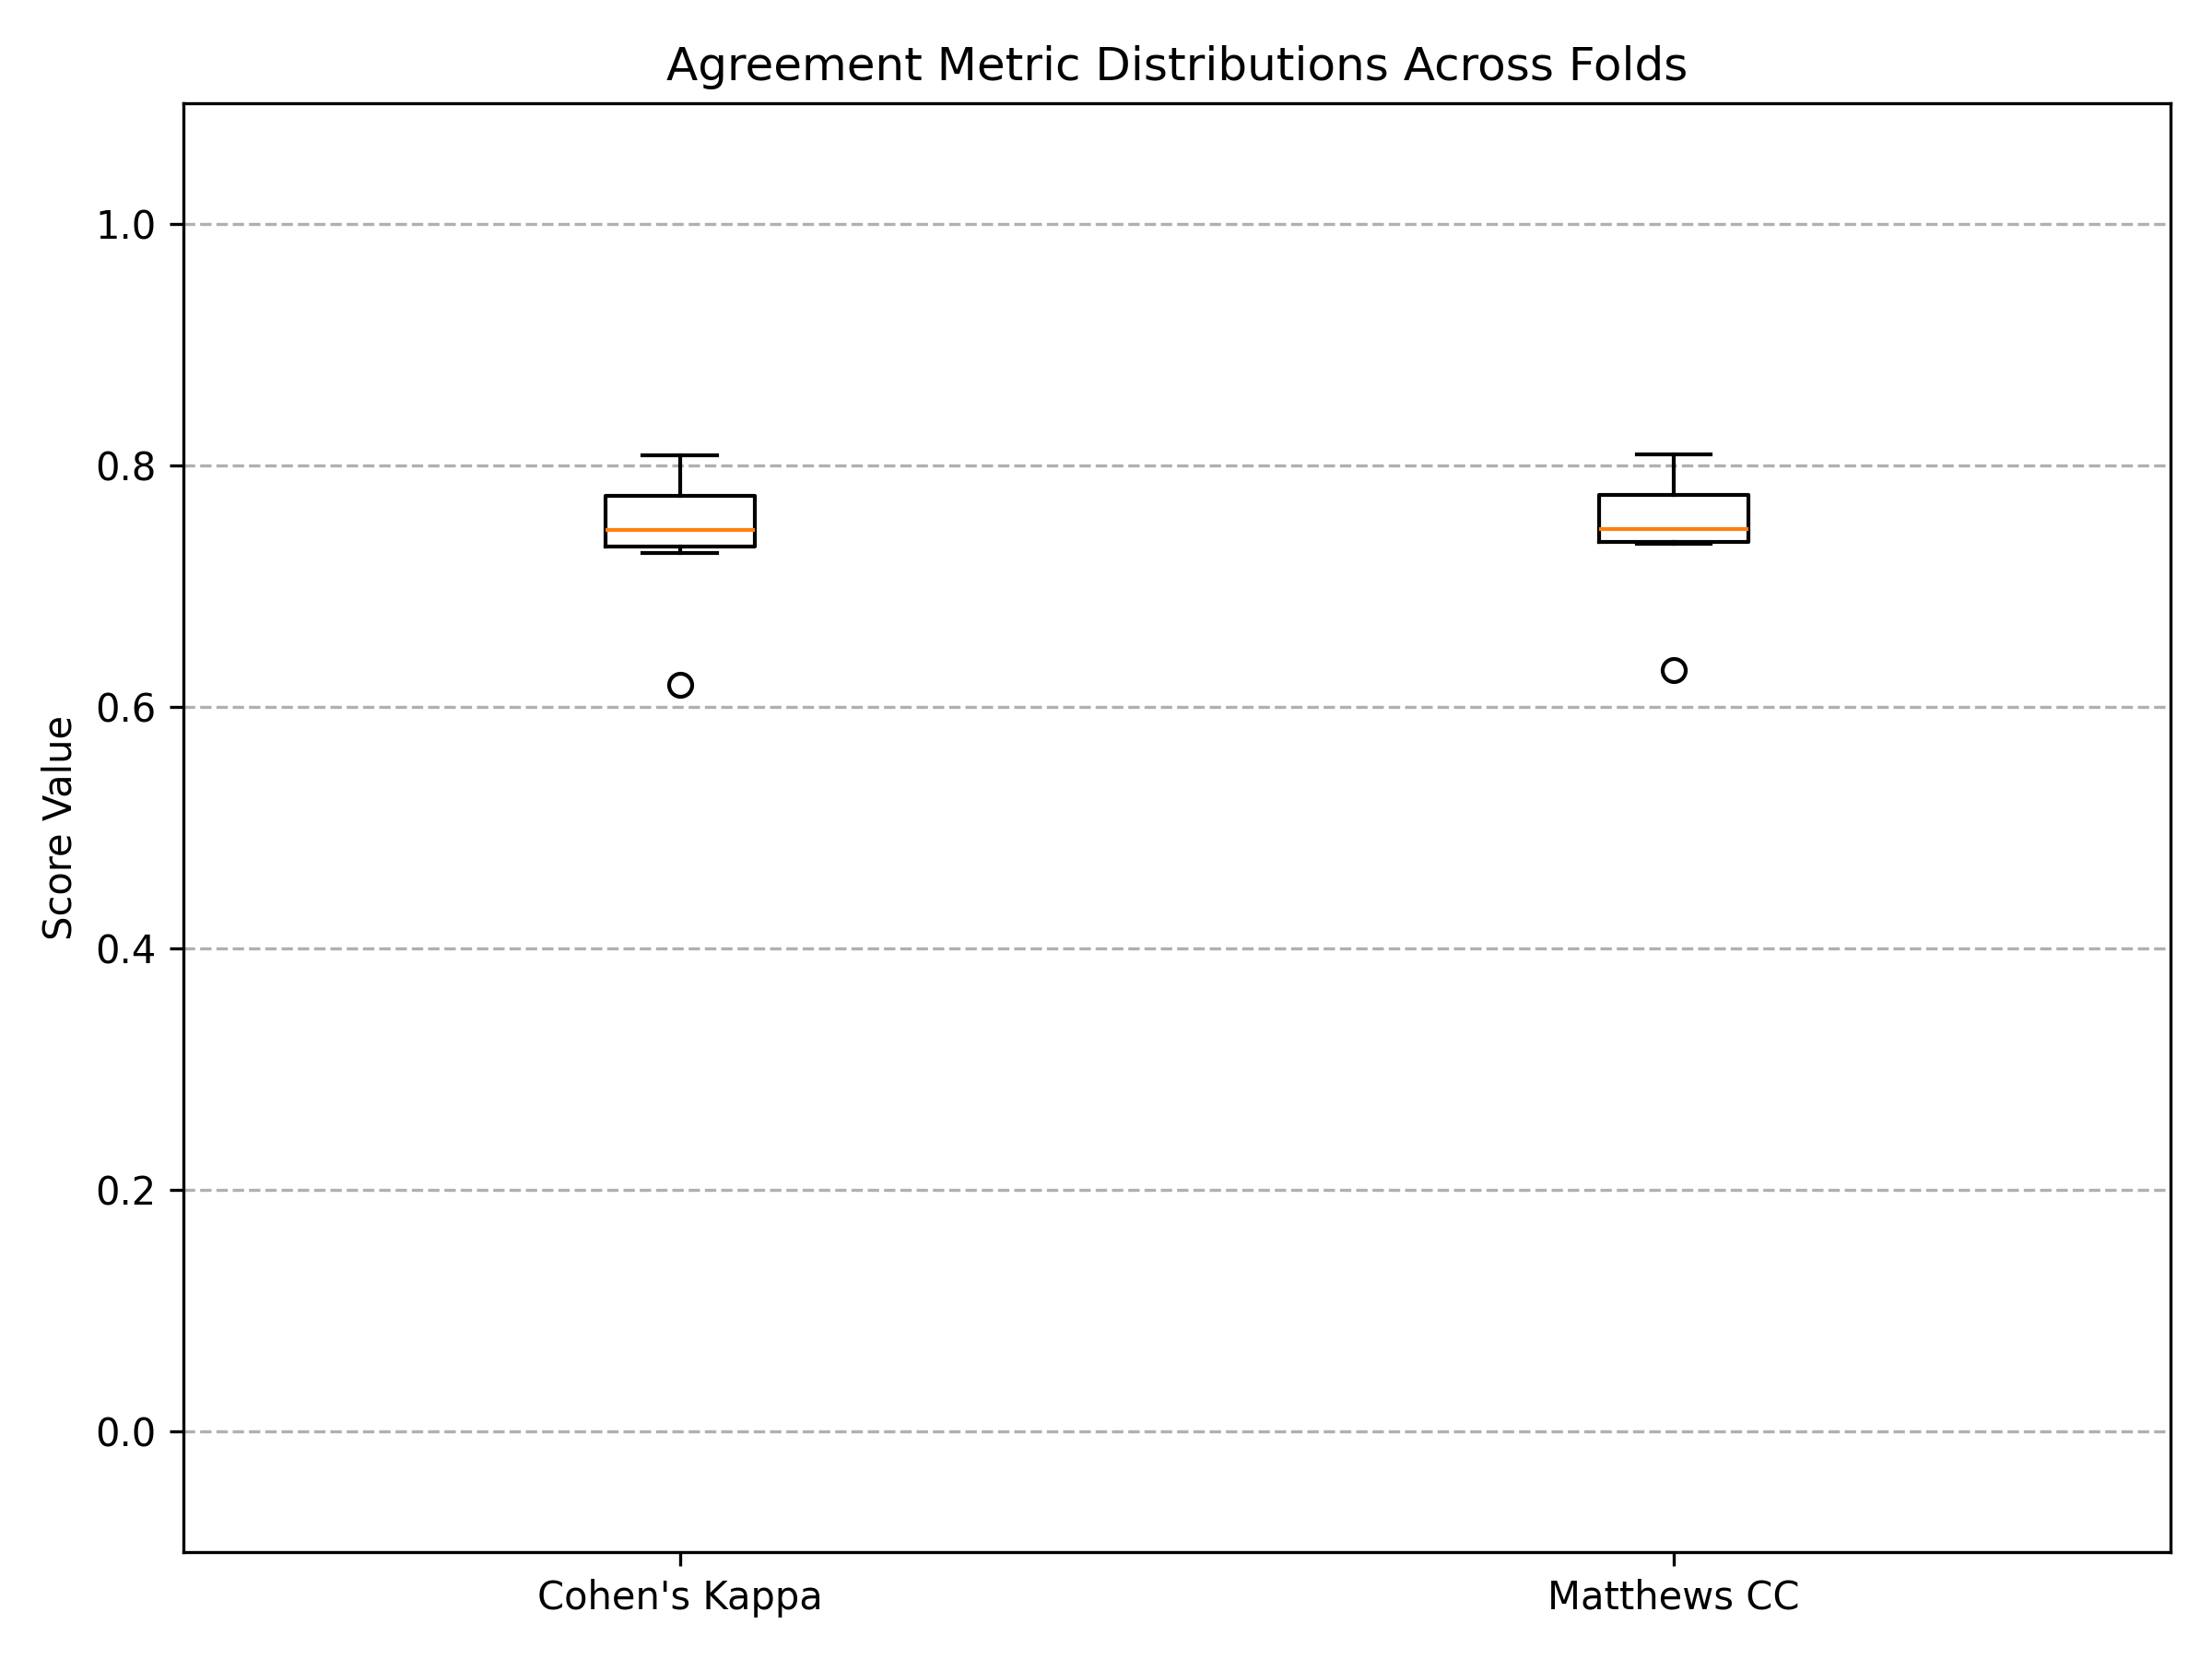 Agreement Metric Distributions Across Folds
1.0
0.8
0.6
0.4
0.2
0.0
Score Value
Cohen's Kappa
Matthews CC